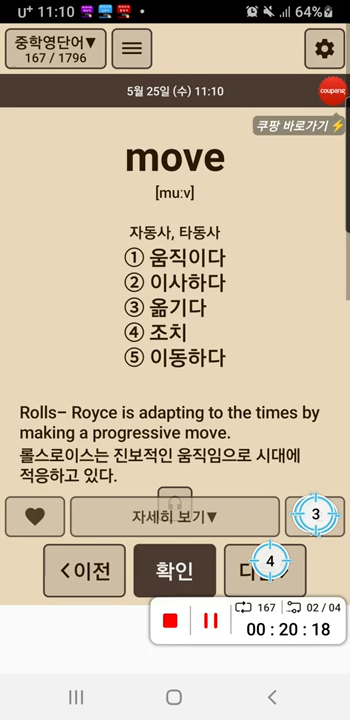 U⁺ 11:10 64%
중학영단어▼
167 / 1796
5월 25일 (수) 11:10
coupang
쿠팡 바로가기⚡
move
[mu:v]
자동사, 타동사
① 움직이다
② 이사하다
③ 옮기다
④ 조치
⑤ 이동하다
Rolls– Royce is adapting to the times by
making a progressive move.
롤스로이스는 진보적인 움직임으로 시대에
적응하고 있다.
자세히 보기▼
3
<이전
확인
4
167 02 / 04
00 : 20 : 18